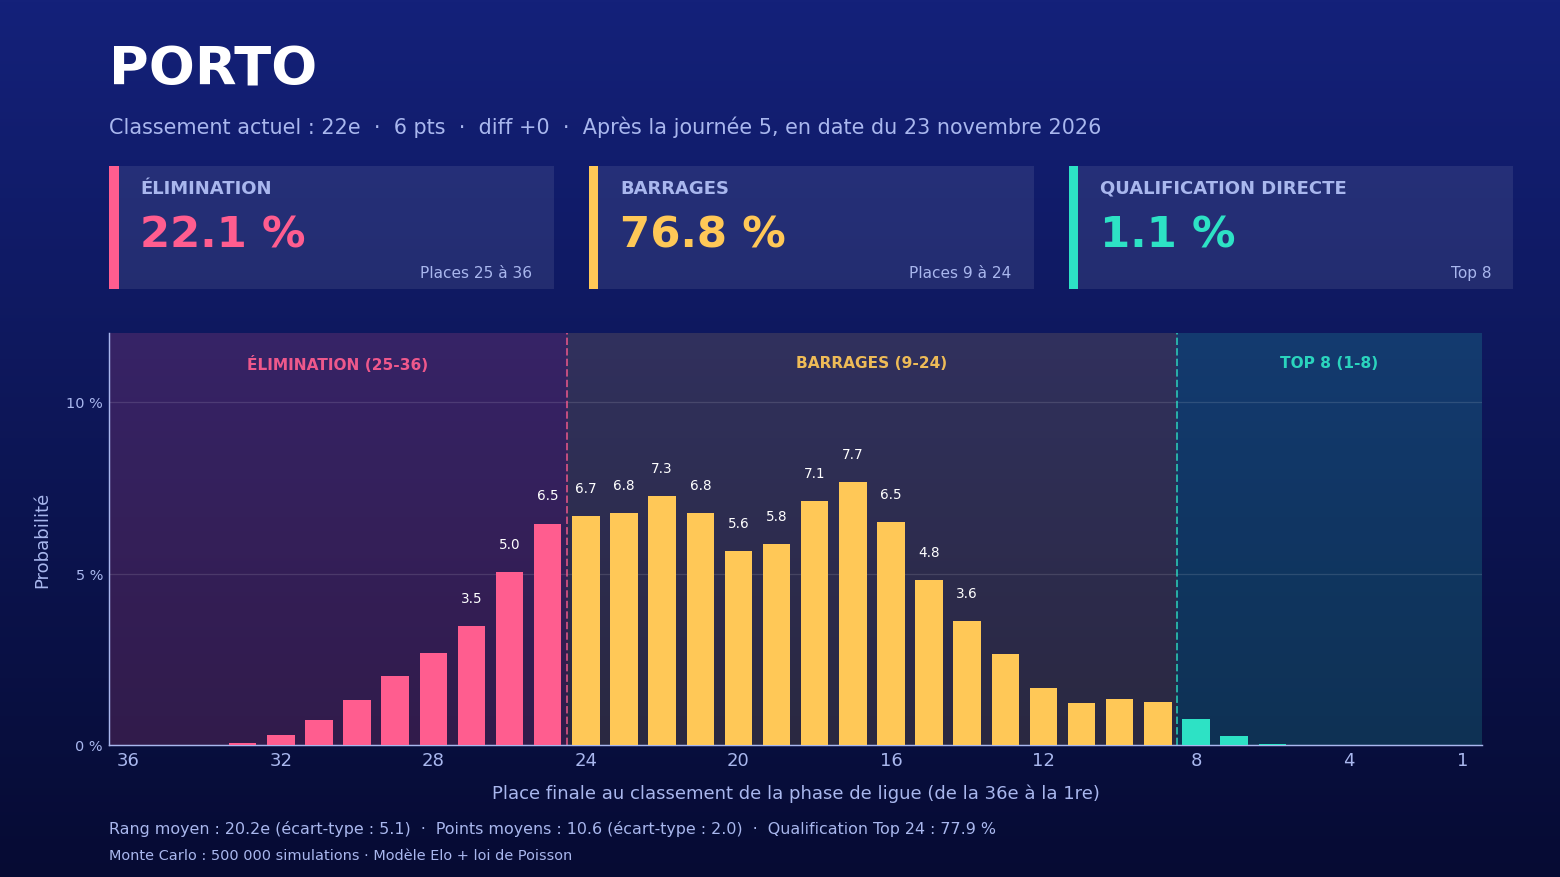 PORTO
Classement actuel : 22e · 6 pts · diff +0 · Après la journée 5, en date du 23 novembre 2026
ÉLIMINATION
22.1 %
Places 25 à 36
BARRAGES
76.8 %
Places 9 à 24
QUALIFICATION DIRECTE
1.1 %
Top 8
ÉLIMINATION (25-36)
BARRAGES (9-24)
TOP 8 (1-8)
Probabilité
10 %
5 %
0 %
3.5
5.0
6.5
6.7
6.8
7.3
6.8
5.6
5.8
7.1
7.7
6.5
4.8
3.6
36 32 28 24 20 16 12 8 4 1
Place finale au classement de la phase de ligue (de la 36e à la 1re)
Rang moyen : 20.2e (écart-type : 5.1) · Points moyens : 10.6 (écart-type : 2.0) · Qualification Top 24 : 77.9 %
Monte Carlo : 500 000 simulations · Modèle Elo + loi de Poisson